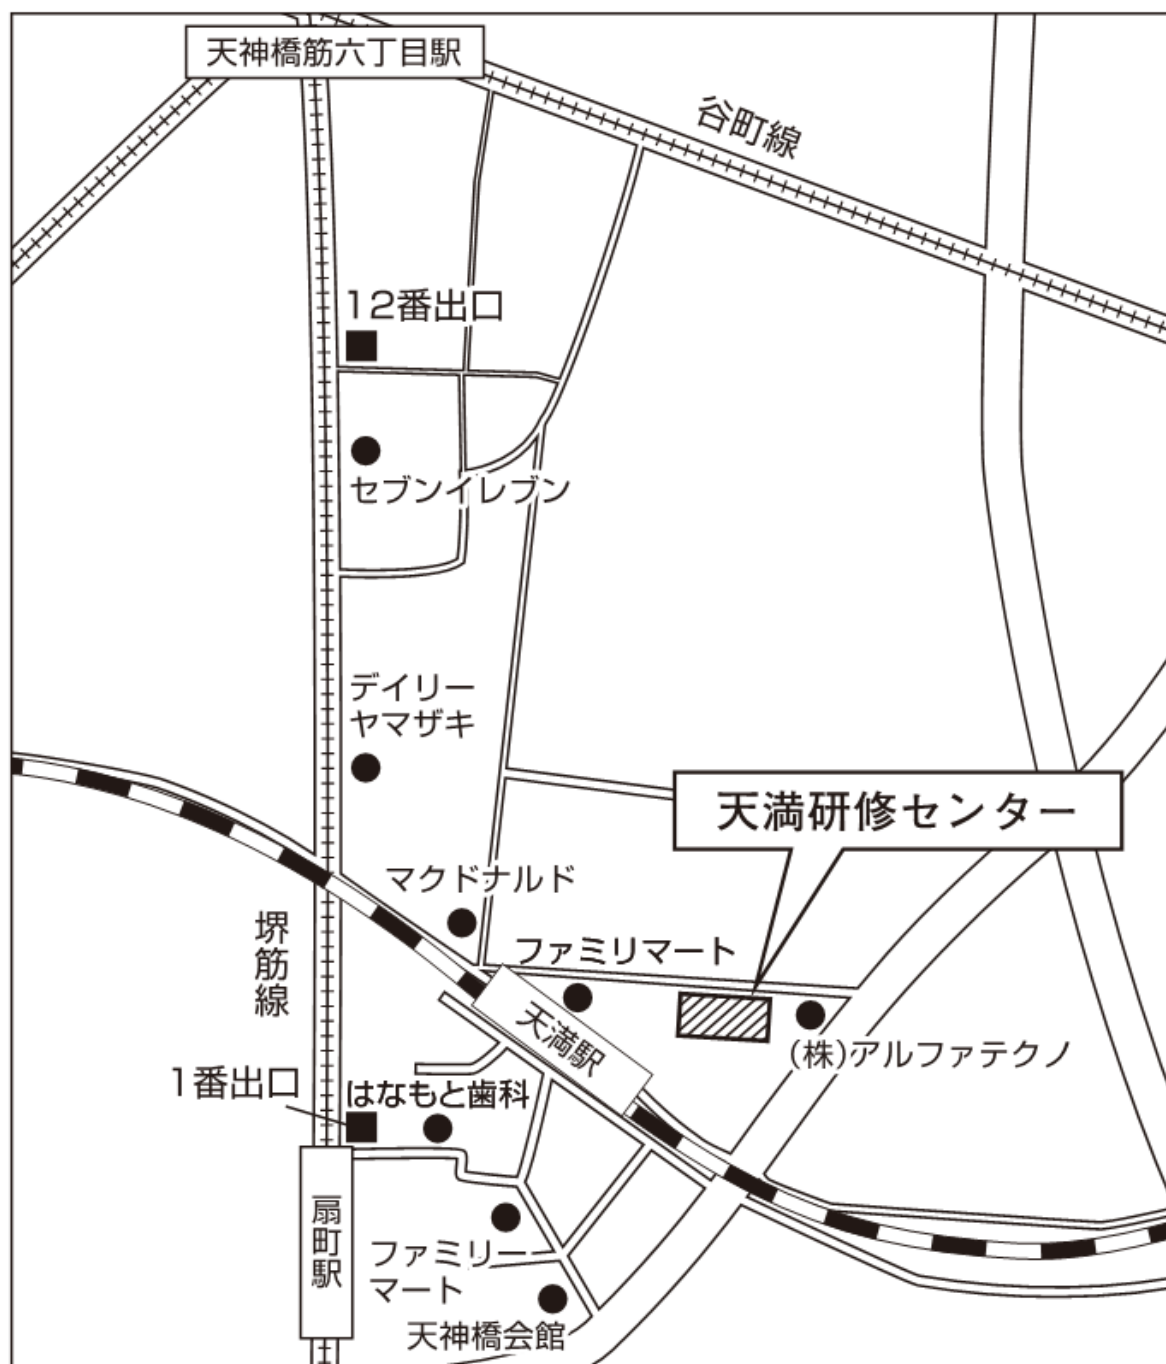 天神橋筋六丁目駅
谷町線
12番出口
セブンイレブン
デイリー
ヤマザキ
天満研修センター
マクドナルド
堺筋線
ファミリマート
天満駅
(株)アルファテクノ
1番出口
はなもと歯科
扇町駅
ファミリー
マート
天神橋会館